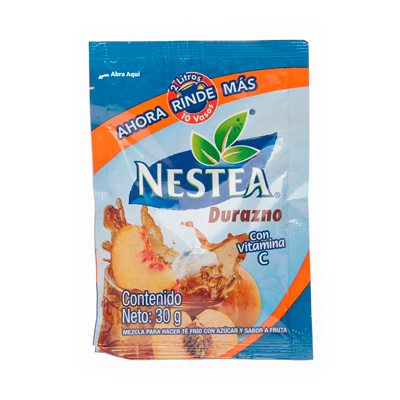 Abra Aquí
2 Litros
AHORA RINDE MÁS
10 Vasos
NESTEA
Durazno
Con
Vitamina
C
Contenido
Neto: 30 g
MEZCLA PARA HACER TÉ FRÍO CON AZÚCAR Y SABOR A FRUTA